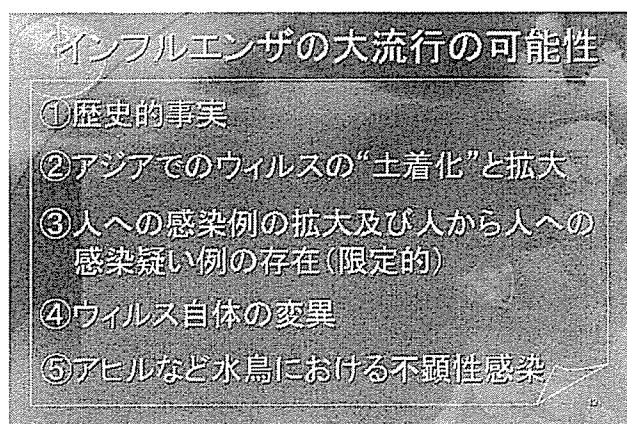 インフルエンザの大流行の可能性
①歴史的事実
②アジアでのウィルスの“土着化”と拡大
③人への感染例の拡大及び人から人への
感染疑い例の存在(限定的)
④ウィルス自体の変異
⑤アヒルなど水鳥における不顕性感染